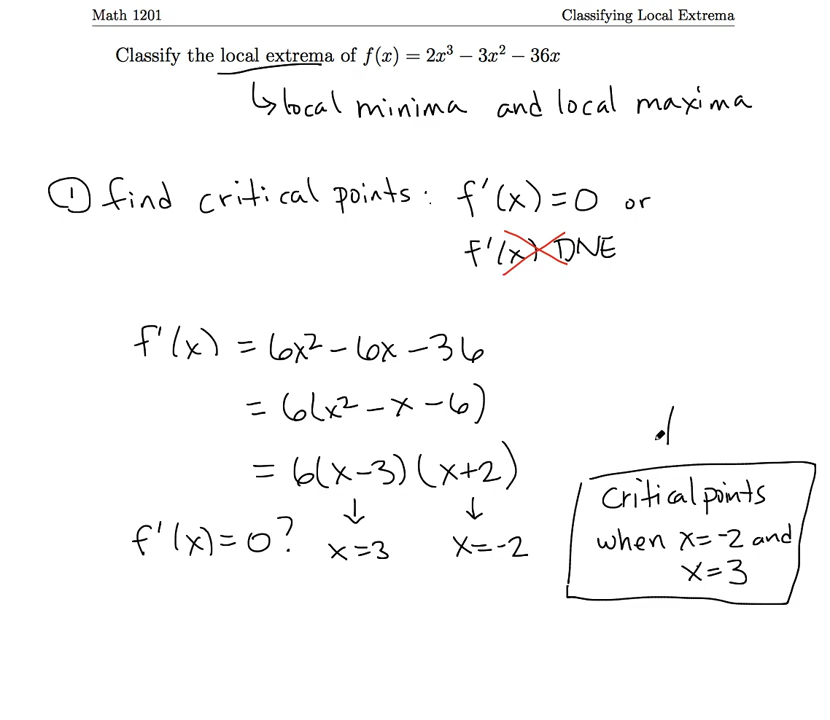 Math 1201 Classifying Local Extrema
Classify the local extrema of f(x) = 2x³ − 3x² − 36x
↳ local minima and local maxima
① find critical points: f'(x) = 0 or
f'(x) DNE
f'(x) = 6x² − 6x − 36
= 6(x² − x − 6)
= 6(x−3)(x+2)
↓ ↓
f'(x) = 0? x=3 x=-2
Critical points
when x=-2 and
x=3